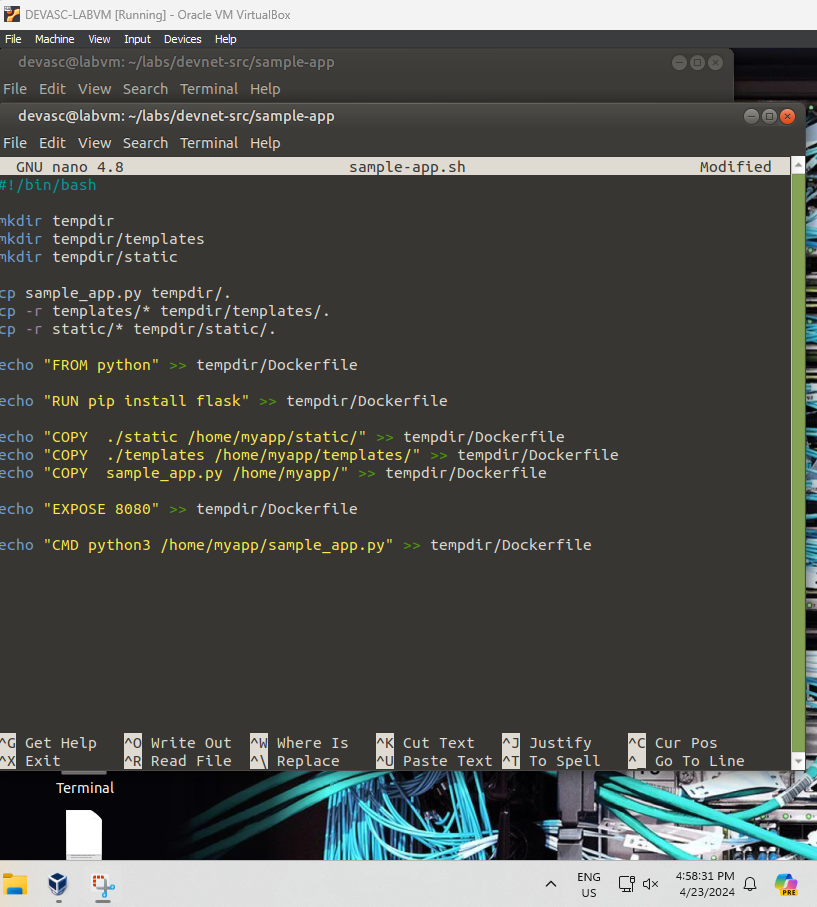 DEVASC-LABVM [Running] - Oracle VM VirtualBox
File Machine View Input Devices Help
devasc@labvm: ~/labs/devnet-src/sample-app
File Edit View Search Terminal Help
devasc@labvm: ~/labs/devnet-src/sample-app
File Edit View Search Terminal Help
GNU nano 4.8 sample-app.sh Modified
#!/bin/bash
mkdir tempdir
mkdir tempdir/templates
mkdir tempdir/static
cp sample_app.py tempdir/.
cp -r templates/* tempdir/templates/.
cp -r static/* tempdir/static/.
echo "FROM python" >> tempdir/Dockerfile
echo "RUN pip install flask" >> tempdir/Dockerfile
echo "COPY  ./static /home/myapp/static/" >> tempdir/Dockerfile
echo "COPY  ./templates /home/myapp/templates/" >> tempdir/Dockerfile
echo "COPY  sample_app.py /home/myapp/" >> tempdir/Dockerfile
echo "EXPOSE 8080" >> tempdir/Dockerfile
echo "CMD python3 /home/myapp/sample_app.py" >> tempdir/Dockerfile
^G Get Help ^O Write Out ^W Where Is ^K Cut Text ^J Justify ^C Cur Pos
^X Exit ^R Read File ^\ Replace ^U Paste Text ^T To Spell ^_ Go To Line
Terminal
ENG
US
4:58:31 PM
4/23/2024
PRE